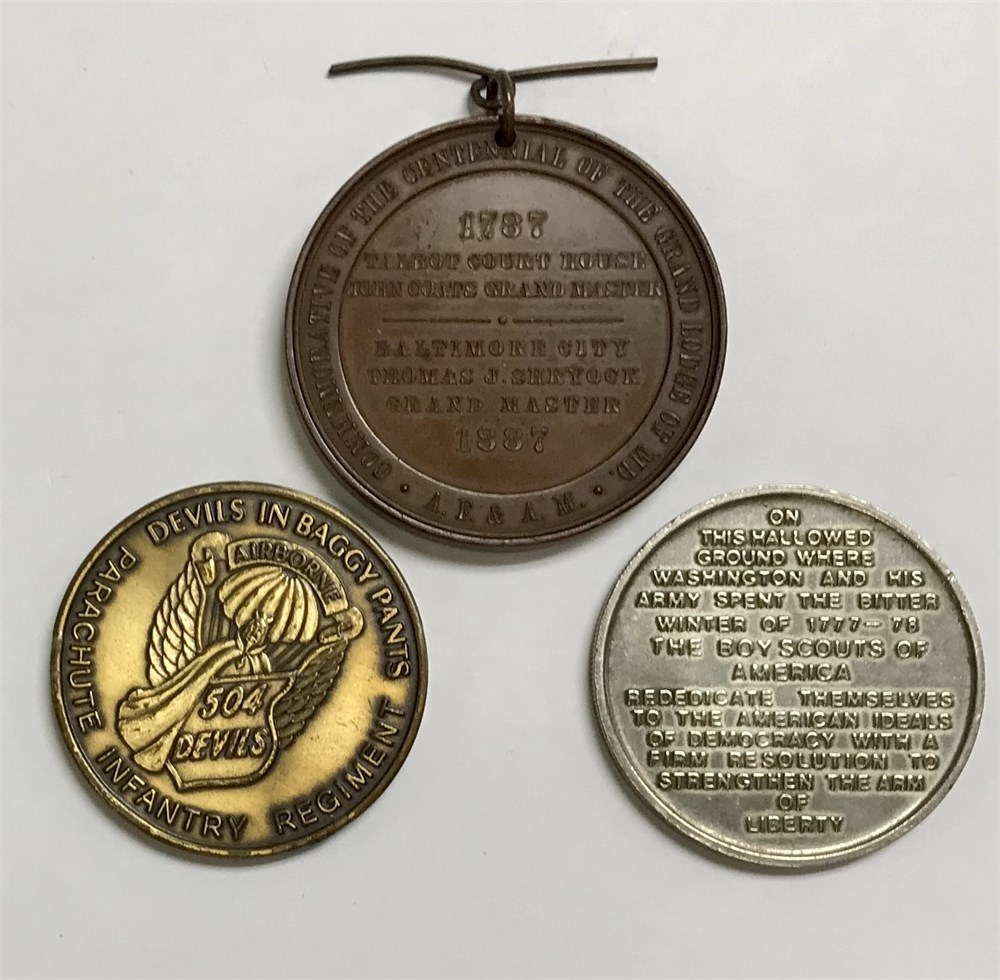 COMMEMORATIVE OF THE CENTENNIAL OF THE GRAND LODGE OF MD.
1787
TALBOT COURT HOUSE
JOHN COATS GRAND MASTER
BALTIMORE CITY
THOMAS J. SHRYOCK
GRAND MASTER
1887
• A. F. & A. M. •
DEVILS IN BAGGY PANTS
AIRBORNE
504
DEVILS
PARACHUTE INFANTRY REGIMENT
ON
THIS HALLOWED
GROUND WHERE
WASHINGTON AND HIS
ARMY SPENT THE BITTER
WINTER OF 1777-78
THE BOY SCOUTS OF
AMERICA
REDEDICATE THEMSELVES
TO THE AMERICAN IDEALS
OF DEMOCRACY WITH A
FIRM RESOLUTION TO
STRENGTHEN THE ARM
OF
LIBERTY